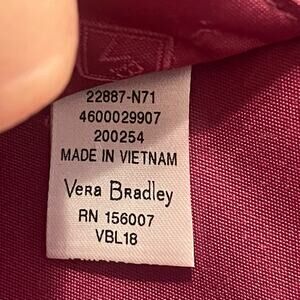 22887-N71
4600029907
200254
MADE IN VIETNAM
Vera Bradley
RN 156007
VBL18